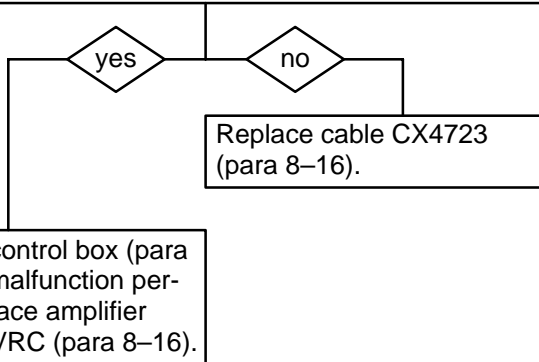 yes
no
Replace cable CX4723
(para 8–16).
control box (para
malfunction per-
ace amplifier
/RC (para 8–16).